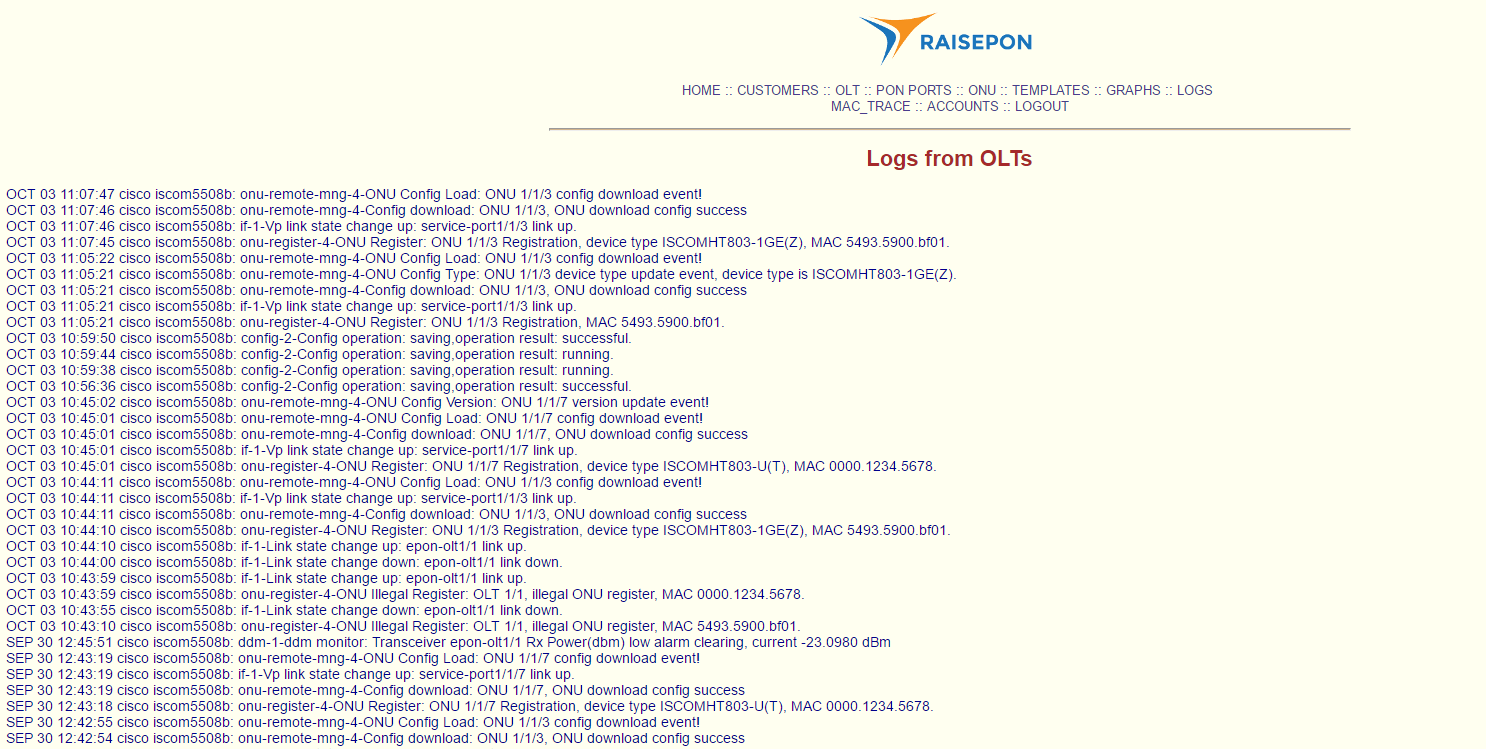 RAISEPON
HOME :: CUSTOMERS :: OLT :: PON PORTS :: ONU :: TEMPLATES :: GRAPHS :: LOGS
MAC_TRACE :: ACCOUNTS :: LOGOUT
Logs from OLTs
OCT 03 11:07:47 cisco iscom5508b: onu-remote-mng-4-ONU Config Load: ONU 1/1/3 config download event!
OCT 03 11:07:46 cisco iscom5508b: onu-remote-mng-4-Config download: ONU 1/1/3, ONU download config success
OCT 03 11:07:46 cisco iscom5508b: if-1-Vp link state change up: service-port1/1/3 link up.
OCT 03 11:07:45 cisco iscom5508b: onu-register-4-ONU Register: ONU 1/1/3 Registration, device type ISCOMHT803-1GE(Z), MAC 5493.5900.bf01.
OCT 03 11:05:22 cisco iscom5508b: onu-remote-mng-4-ONU Config Load: ONU 1/1/3 config download event!
OCT 03 11:05:21 cisco iscom5508b: onu-remote-mng-4-ONU Config Type: ONU 1/1/3 device type update event, device type is ISCOMHT803-1GE(Z).
OCT 03 11:05:21 cisco iscom5508b: onu-remote-mng-4-Config download: ONU 1/1/3, ONU download config success
OCT 03 11:05:21 cisco iscom5508b: if-1-Vp link state change up: service-port1/1/3 link up.
OCT 03 11:05:21 cisco iscom5508b: onu-register-4-ONU Register: ONU 1/1/3 Registration, MAC 5493.5900.bf01.
OCT 03 10:59:50 cisco iscom5508b: config-2-Config operation: saving,operation result: successful.
OCT 03 10:59:44 cisco iscom5508b: config-2-Config operation: saving,operation result: running.
OCT 03 10:59:38 cisco iscom5508b: config-2-Config operation: saving,operation result: running.
OCT 03 10:56:36 cisco iscom5508b: config-2-Config operation: saving,operation result: successful.
OCT 03 10:45:02 cisco iscom5508b: onu-remote-mng-4-ONU Config Version: ONU 1/1/7 version update event!
OCT 03 10:45:01 cisco iscom5508b: onu-remote-mng-4-ONU Config Load: ONU 1/1/7 config download event!
OCT 03 10:45:01 cisco iscom5508b: onu-remote-mng-4-Config download: ONU 1/1/7, ONU download config success
OCT 03 10:45:01 cisco iscom5508b: if-1-Vp link state change up: service-port1/1/7 link up.
OCT 03 10:45:01 cisco iscom5508b: onu-register-4-ONU Register: ONU 1/1/7 Registration, device type ISCOMHT803-U(T), MAC 0000.1234.5678.
OCT 03 10:44:11 cisco iscom5508b: onu-remote-mng-4-ONU Config Load: ONU 1/1/3 config download event!
OCT 03 10:44:11 cisco iscom5508b: if-1-Vp link state change up: service-port1/1/3 link up.
OCT 03 10:44:11 cisco iscom5508b: onu-remote-mng-4-Config download: ONU 1/1/3, ONU download config success
OCT 03 10:44:10 cisco iscom5508b: onu-register-4-ONU Register: ONU 1/1/3 Registration, device type ISCOMHT803-1GE(Z), MAC 5493.5900.bf01.
OCT 03 10:44:10 cisco iscom5508b: if-1-Link state change up: epon-olt1/1 link up.
OCT 03 10:44:00 cisco iscom5508b: if-1-Link state change down: epon-olt1/1 link down.
OCT 03 10:43:59 cisco iscom5508b: if-1-Link state change up: epon-olt1/1 link up.
OCT 03 10:43:59 cisco iscom5508b: onu-register-4-ONU Illegal Register: OLT 1/1, illegal ONU register, MAC 0000.1234.5678.
OCT 03 10:43:55 cisco iscom5508b: if-1-Link state change down: epon-olt1/1 link down.
OCT 03 10:43:10 cisco iscom5508b: onu-register-4-ONU Illegal Register: OLT 1/1, illegal ONU register, MAC 5493.5900.bf01.
SEP 30 12:45:51 cisco iscom5508b: ddm-1-ddm monitor: Transceiver epon-olt1/1 Rx Power(dbm) low alarm clearing, current -23.0980 dBm
SEP 30 12:43:19 cisco iscom5508b: onu-remote-mng-4-ONU Config Load: ONU 1/1/7 config download event!
SEP 30 12:43:19 cisco iscom5508b: if-1-Vp link state change up: service-port1/1/7 link up.
SEP 30 12:43:19 cisco iscom5508b: onu-remote-mng-4-Config download: ONU 1/1/7, ONU download config success
SEP 30 12:43:18 cisco iscom5508b: onu-register-4-ONU Register: ONU 1/1/7 Registration, device type ISCOMHT803-U(T), MAC 0000.1234.5678.
SEP 30 12:42:55 cisco iscom5508b: onu-remote-mng-4-ONU Config Load: ONU 1/1/3 config download event!
SEP 30 12:42:54 cisco iscom5508b: onu-remote-mng-4-Config download: ONU 1/1/3, ONU download config success